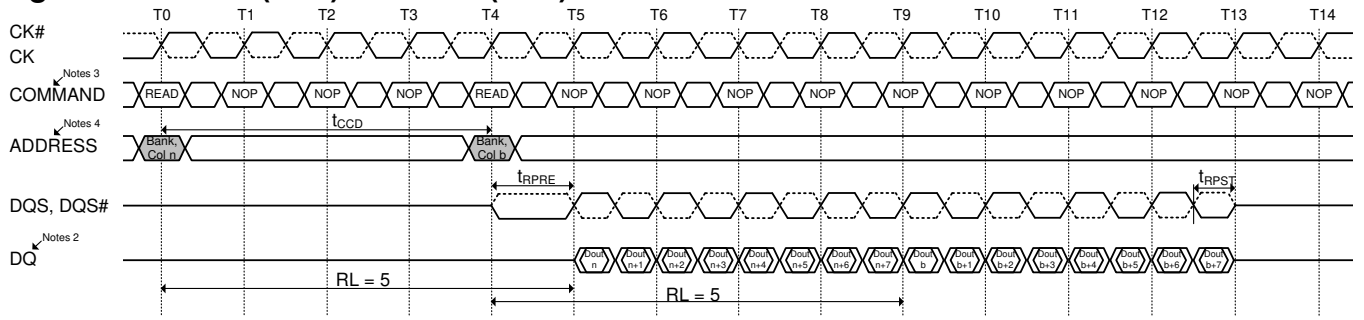 T0 T1 T2 T3 T4 T5 T6 T7 T8 T9 T10 T11 T12 T13 T14
CK#
CK
Notes 3
COMMAND READ NOP NOP NOP READ NOP NOP NOP NOP NOP NOP NOP NOP NOP NOP
Notes 4
tCCD
ADDRESS Bank, Col n Bank, Col b
tRPRE tRPST
DQS, DQS#
Notes 2
DQ Dout n Dout n+1 Dout n+2 Dout n+3 Dout n+4 Dout n+5 Dout n+6 Dout n+7 Dout b Dout b+1 Dout b+2 Dout b+3 Dout b+4 Dout b+5 Dout b+6 Dout b+7
RL = 5
RL = 5